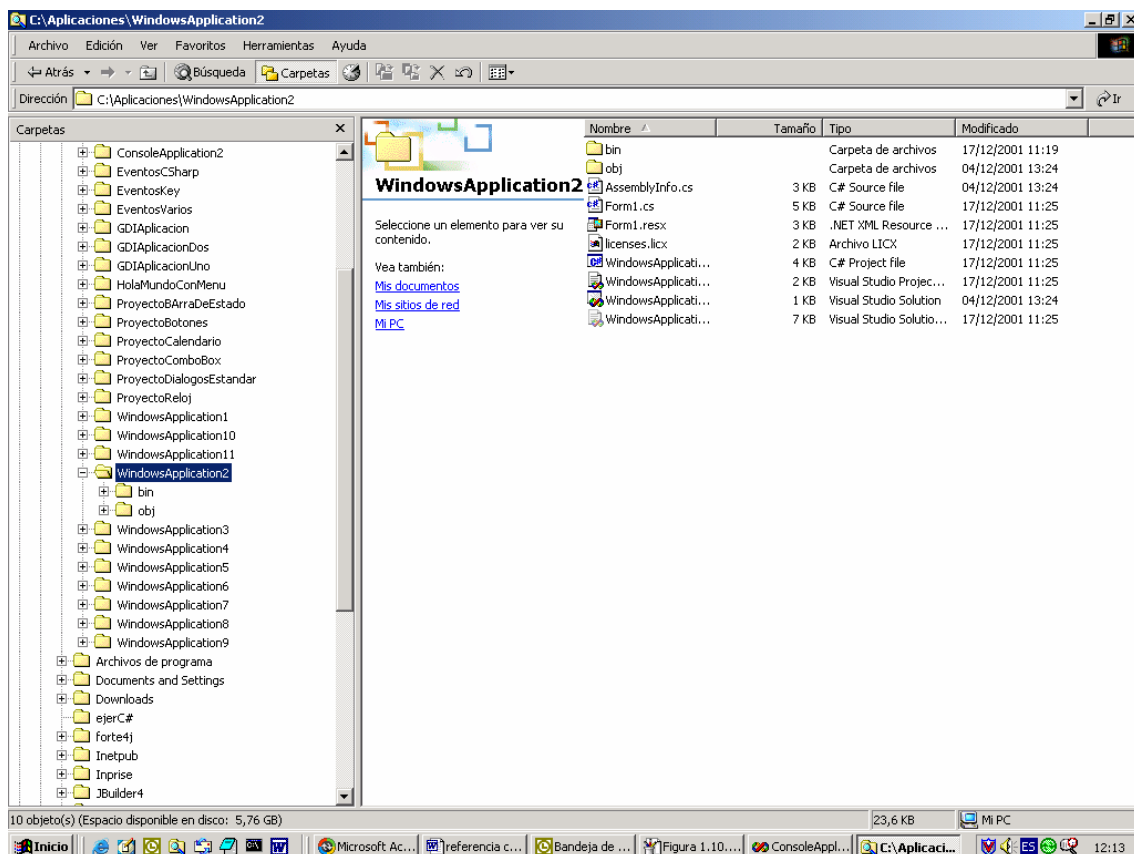 C:\Aplicaciones\WindowsApplication2
Archivo Edición Ver Favoritos Herramientas Ayuda
Atrás Búsqueda Carpetas
Dirección C:\Aplicaciones\WindowsApplication2 Ir
Carpetas
ConsoleApplication2
EventosCSharp
EventosKey
EventosVarios
GDIAplicacion
GDIAplicacionDos
GDIAplicacionUno
HolaMundoConMenu
ProyectoBArraDeEstado
ProyectoBotones
ProyectoCalendario
ProyectoComboBox
ProyectoDialogosEstandar
ProyectoReloj
WindowsApplication1
WindowsApplication10
WindowsApplication11
WindowsApplication2
bin
obj
WindowsApplication3
WindowsApplication4
WindowsApplication5
WindowsApplication6
WindowsApplication7
WindowsApplication8
WindowsApplication9
Archivos de programa
Documents and Settings
Downloads
ejerC#
forte4j
Inetpub
Inprise
JBuilder4
WindowsApplication2
Seleccione un elemento para ver su
contenido.
Vea también:
Mis documentos
Mis sitios de red
Mi PC
Nombre Tamaño Tipo Modificado
bin Carpeta de archivos 17/12/2001 11:19
obj Carpeta de archivos 04/12/2001 13:24
AssemblyInfo.cs 3 KB C# Source file 04/12/2001 13:24
Form1.cs 5 KB C# Source file 17/12/2001 11:25
Form1.resx 3 KB .NET XML Resource ... 17/12/2001 11:25
licenses.licx 2 KB Archivo LICX 17/12/2001 11:25
WindowsApplicati... 4 KB C# Project file 17/12/2001 11:25
WindowsApplicati... 2 KB Visual Studio Projec... 17/12/2001 11:25
WindowsApplicati... 1 KB Visual Studio Solution 04/12/2001 13:24
WindowsApplicati... 7 KB Visual Studio Solutio... 17/12/2001 11:25
10 objeto(s) (Espacio disponible en disco: 5,76 GB) 23,6 KB Mi PC
Inicio Microsoft Ac... referencia c... Bandeja de ... Figura 1.10.... ConsoleAppl... C:\Aplicaci... ES 12:13